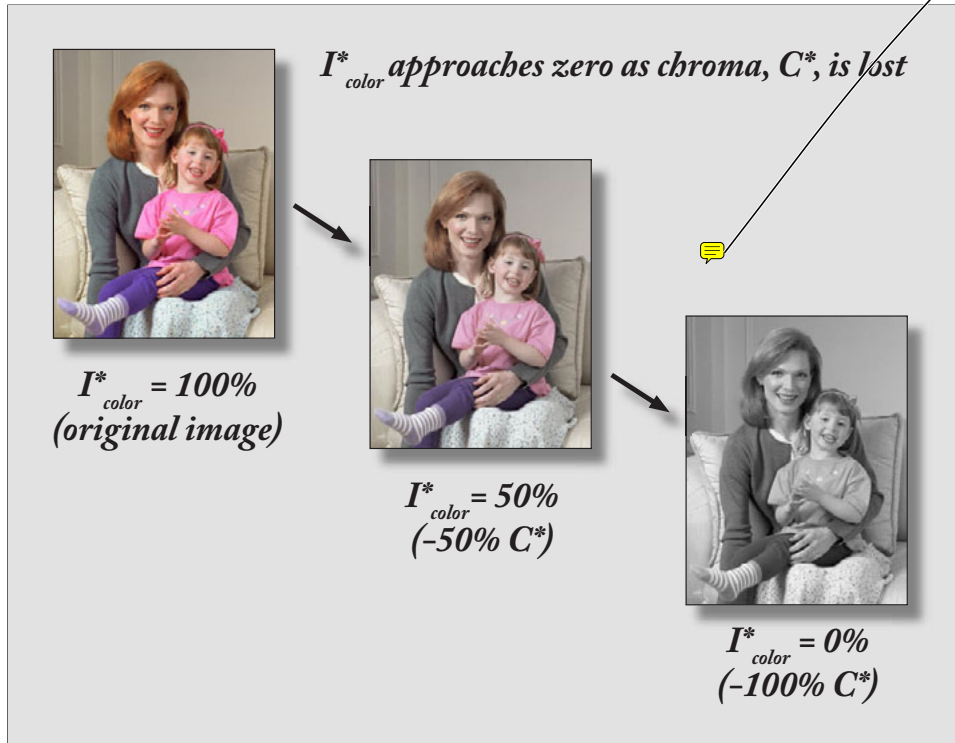 I*color approaches zero as chroma, C*, is lost
I*color = 100%
(original image)
I*color = 50%
(-50% C*)
I*color = 0%
(-100% C*)